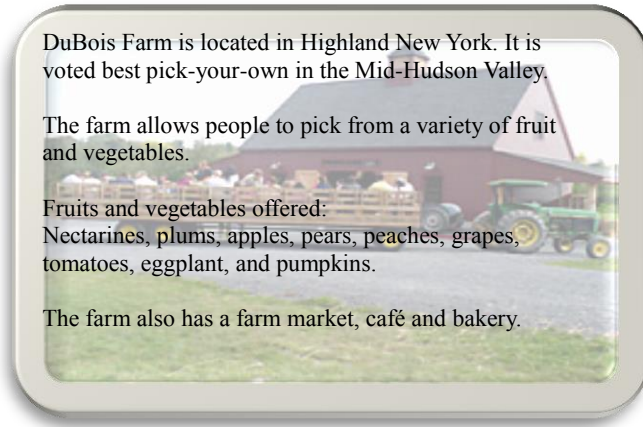 DuBois Farm is located in Highland New York. It is
voted best pick-your-own in the Mid-Hudson Valley.
The farm allows people to pick from a variety of fruit
and vegetables.
Fruits and vegetables offered:
Nectarines, plums, apples, pears, peaches, grapes,
tomatoes, eggplant, and pumpkins.
The farm also has a farm market, café and bakery.